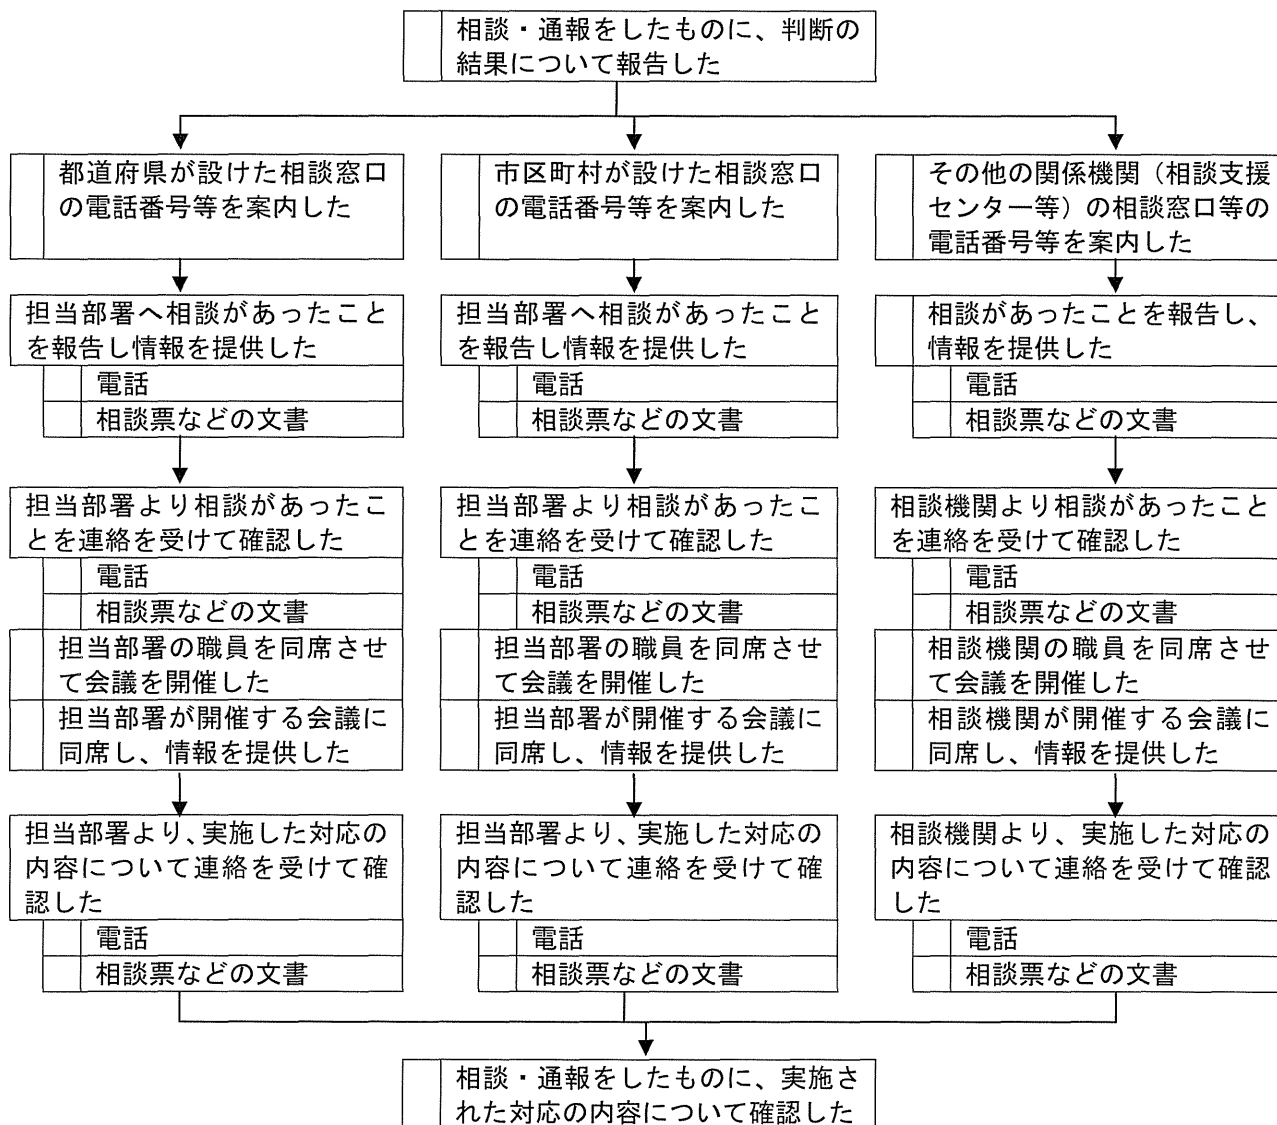 相談・通報をしたものに、判断の
結果について報告した
都道府県が設けた相談窓口
の電話番号等を案内した
市区町村が設けた相談窓口
の電話番号等を案内した
その他の関係機関（相談支援
センター等）の相談窓口等の
電話番号等を案内した
担当部署へ相談があったこと
を報告し情報を提供した
電話
相談票などの文書
担当部署へ相談があったこと
を報告し情報を提供した
電話
相談票などの文書
相談があったことを報告し、
情報を提供した
電話
相談票などの文書
担当部署より相談があったこ
とを連絡を受けて確認した
電話
相談票などの文書
担当部署の職員を同席させ
て会議を開催した
担当部署が開催する会議に
同席し、情報を提供した
担当部署より相談があったこ
とを連絡を受けて確認した
電話
相談票などの文書
担当部署の職員を同席させ
て会議を開催した
担当部署が開催する会議に
同席し、情報を提供した
相談機関より相談があったこと
を連絡を受けて確認した
電話
相談票などの文書
相談機関の職員を同席させ
て会議を開催した
相談機関が開催する会議に
同席し、情報を提供した
担当部署より、実施した対応の
内容について連絡を受けて確
認した
電話
相談票などの文書
担当部署より、実施した対応の
内容について連絡を受けて確
認した
電話
相談票などの文書
相談機関より、実施した対応の
内容について連絡を受けて確認
した
電話
相談票などの文書
相談・通報をしたものに、実施さ
れた対応の内容について確認した